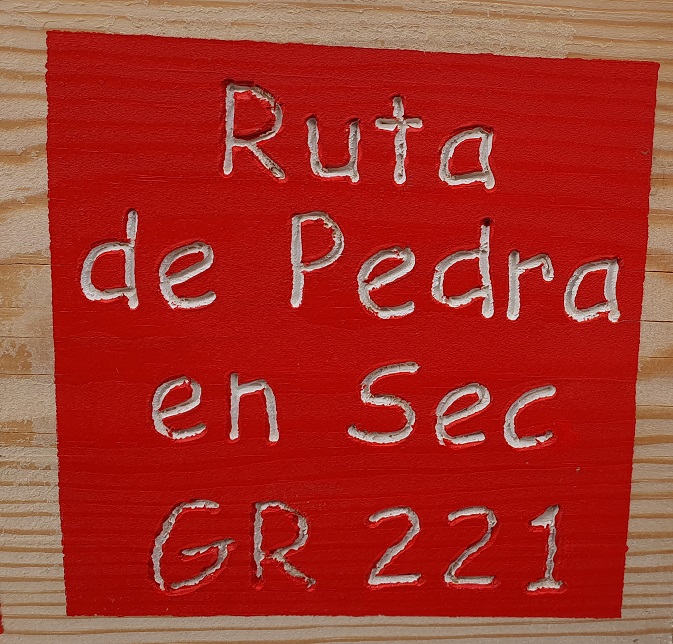 Ruta
de Pedra
en Sec
GR 221